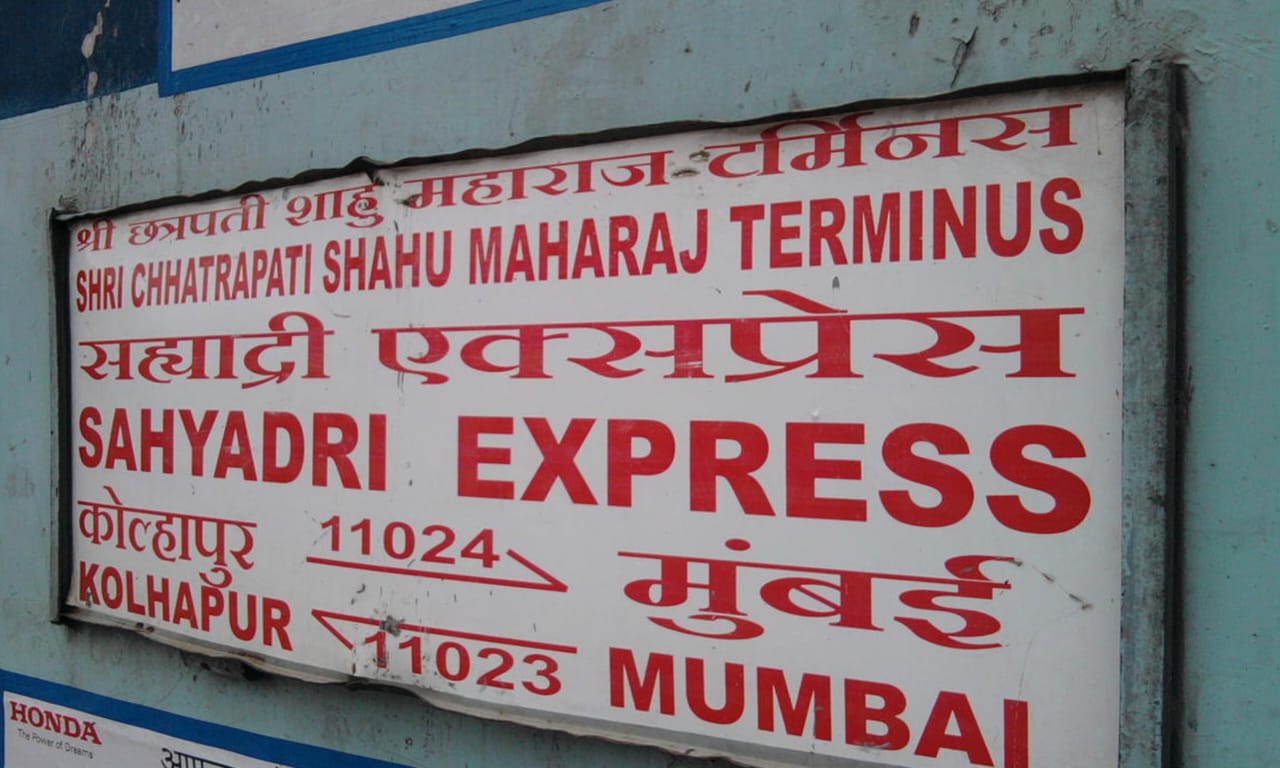 श्री छत्रपती शाहु महाराज टर्मिनस
SHRI CHHATRAPATI SHAHU MAHARAJ TERMINUS
सह्याद्री एक्सप्रेस
SAHYADRI EXPRESS
कोल्हापुर 11024 मुंबई
KOLHAPUR 11023 MUMBAI
HONDA
The Power of Dreams